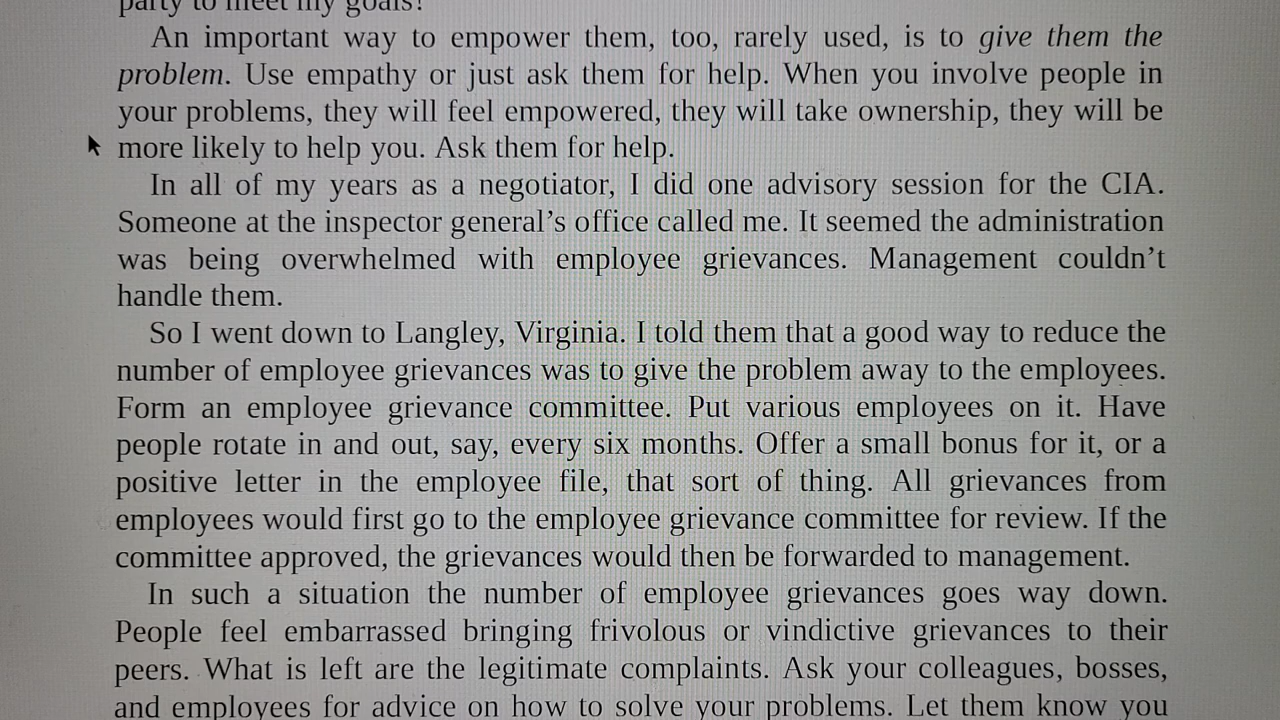 party to meet my goals!
An important way to empower them, too, rarely used, is to give them the
problem. Use empathy or just ask them for help. When you involve people in
your problems, they will feel empowered, they will take ownership, they will be
more likely to help you. Ask them for help.
In all of my years as a negotiator, I did one advisory session for the CIA.
Someone at the inspector general’s office called me. It seemed the administration
was being overwhelmed with employee grievances. Management couldn’t
handle them.
So I went down to Langley, Virginia. I told them that a good way to reduce the
number of employee grievances was to give the problem away to the employees.
Form an employee grievance committee. Put various employees on it. Have
people rotate in and out, say, every six months. Offer a small bonus for it, or a
positive letter in the employee file, that sort of thing. All grievances from
employees would first go to the employee grievance committee for review. If the
committee approved, the grievances would then be forwarded to management.
In such a situation the number of employee grievances goes way down.
People feel embarrassed bringing frivolous or vindictive grievances to their
peers. What is left are the legitimate complaints. Ask your colleagues, bosses,
and employees for advice on how to solve your problems. Let them know you